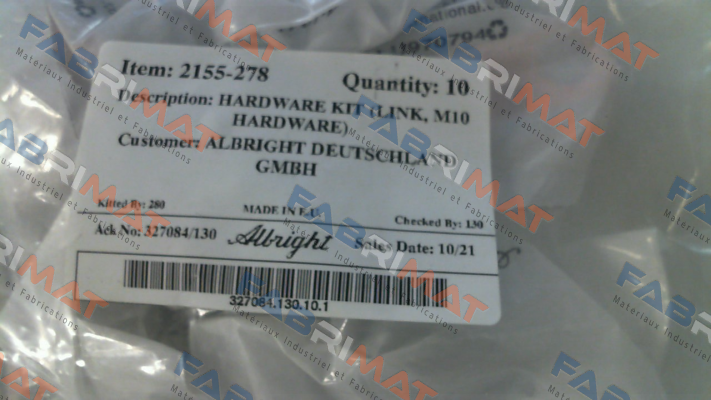 Item: 2155-278 Quantity: 10
Description: HARDWARE KIT (LINK, M10
HARDWARE)
Customer: ALBRIGHT DEUTSCHLAND
GMBH
Kitted By: 280 MADE IN E.U. Checked By: 130
Ack No: 327084/130 Albright Sales Date: 10/21
327084.130.10.1
FABRIMAT
Materiaux Industriel et Fabrications